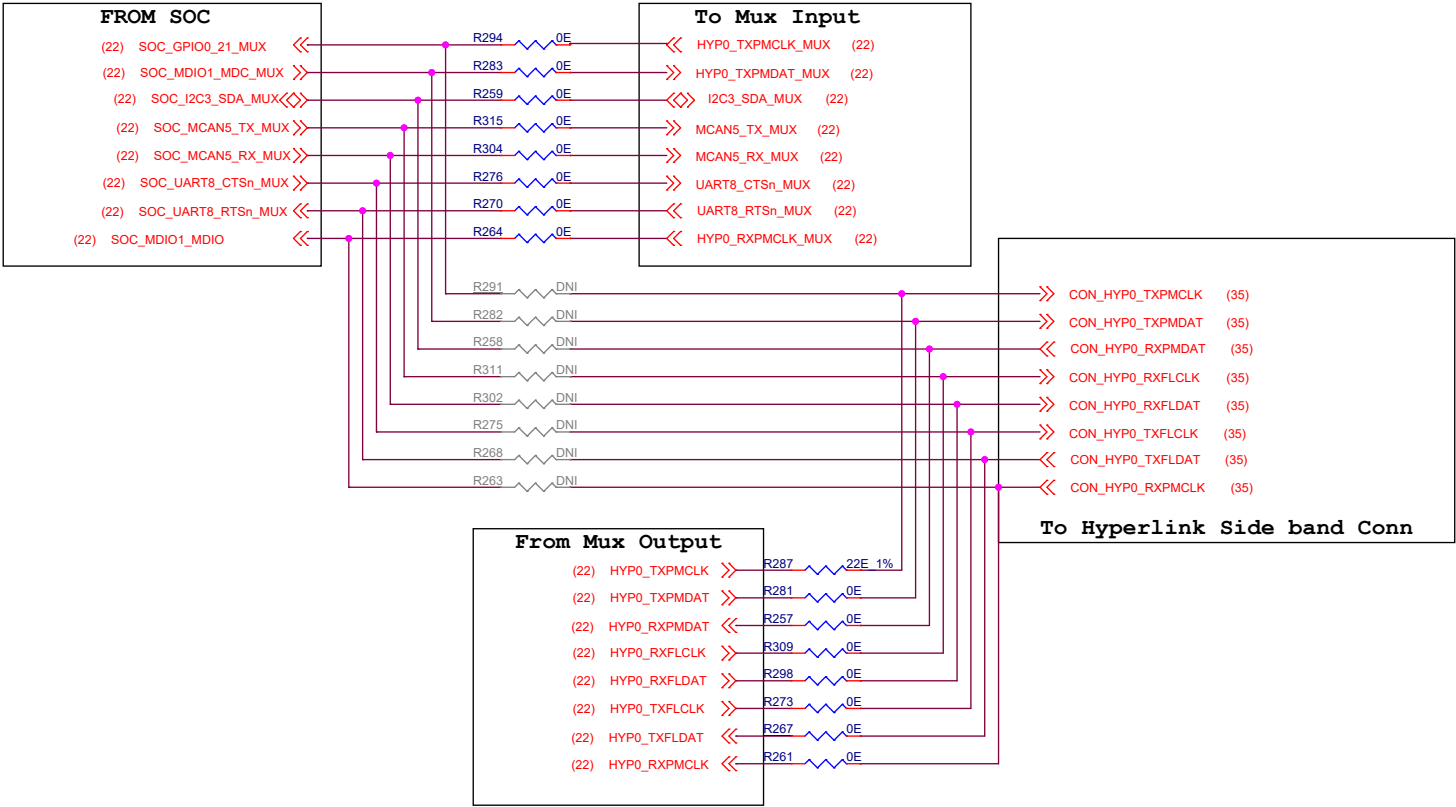 FROM SOC
(22) SOC_GPIO0_21_MUX
(22) SOC_MDIO1_MDC_MUX
(22) SOC_I2C3_SDA_MUX
(22) SOC_MCAN5_TX_MUX
(22) SOC_MCAN5_RX_MUX
(22) SOC_UART8_CTSn_MUX
(22) SOC_UART8_RTSn_MUX
(22) SOC_MDIO1_MDIO
R294 0E
R283 0E
R259 0E
R315 0E
R304 0E
R276 0E
R270 0E
R264 0E
To Mux Input
HYP0_TXPMCLK_MUX (22)
HYP0_TXPMDAT_MUX (22)
I2C3_SDA_MUX (22)
MCAN5_TX_MUX (22)
MCAN5_RX_MUX (22)
UART8_CTSn_MUX (22)
UART8_RTSn_MUX (22)
HYP0_RXPMCLK_MUX (22)
R291 DNI
R282 DNI
R258 DNI
R311 DNI
R302 DNI
R275 DNI
R268 DNI
R263 DNI
CON_HYP0_TXPMCLK (35)
CON_HYP0_TXPMDAT (35)
CON_HYP0_RXPMDAT (35)
CON_HYP0_RXFLCLK (35)
CON_HYP0_RXFLDAT (35)
CON_HYP0_TXFLCLK (35)
CON_HYP0_TXFLDAT (35)
CON_HYP0_RXPMCLK (35)
To Hyperlink Side band Conn
From Mux Output
(22) HYP0_TXPMCLK
(22) HYP0_TXPMDAT
(22) HYP0_RXPMDAT
(22) HYP0_RXFLCLK
(22) HYP0_RXFLDAT
(22) HYP0_TXFLCLK
(22) HYP0_TXFLDAT
(22) HYP0_RXPMCLK
R287 22E_1%
R281 0E
R257 0E
R309 0E
R298 0E
R273 0E
R267 0E
R261 0E